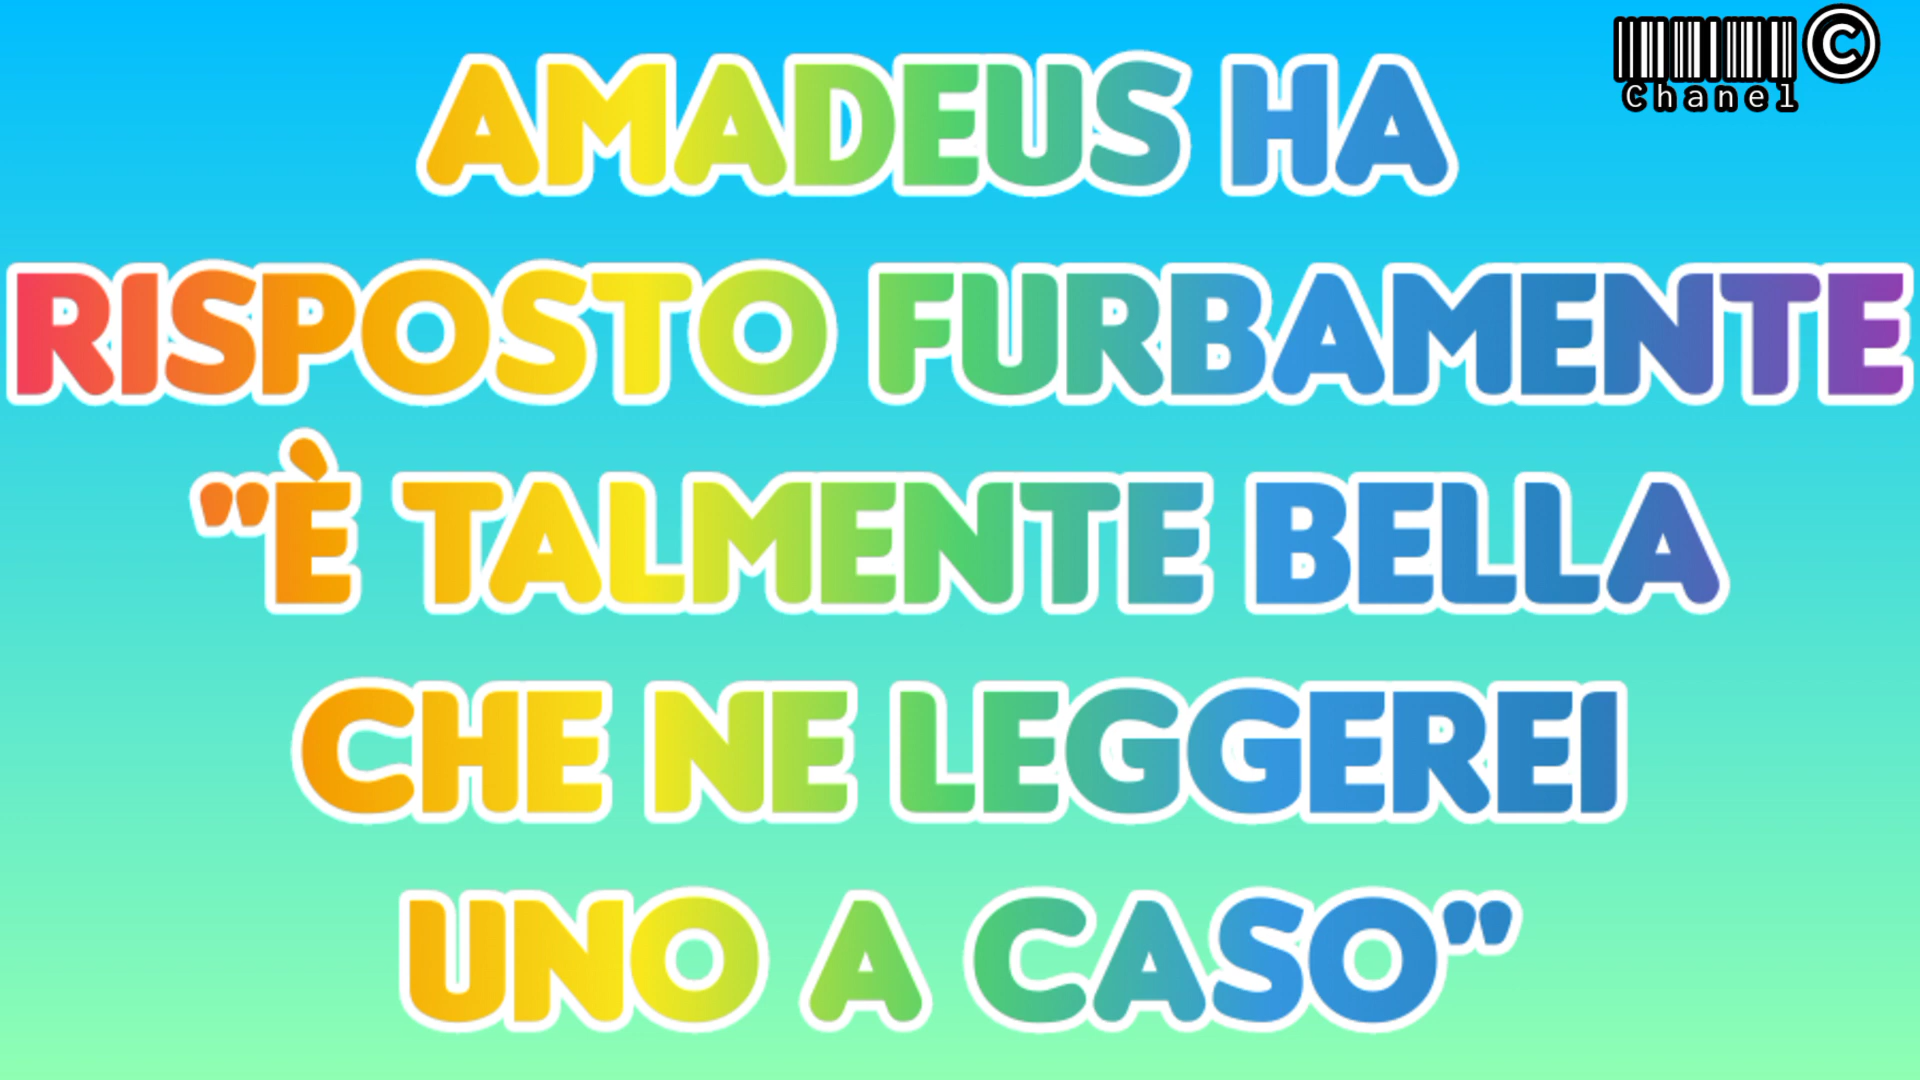 Chanel ©
AMADEUS HA
RISPOSTO FURBAMENTE
"È TALMENTE BELLA
CHE NE LEGGEREI
UNO A CASO"